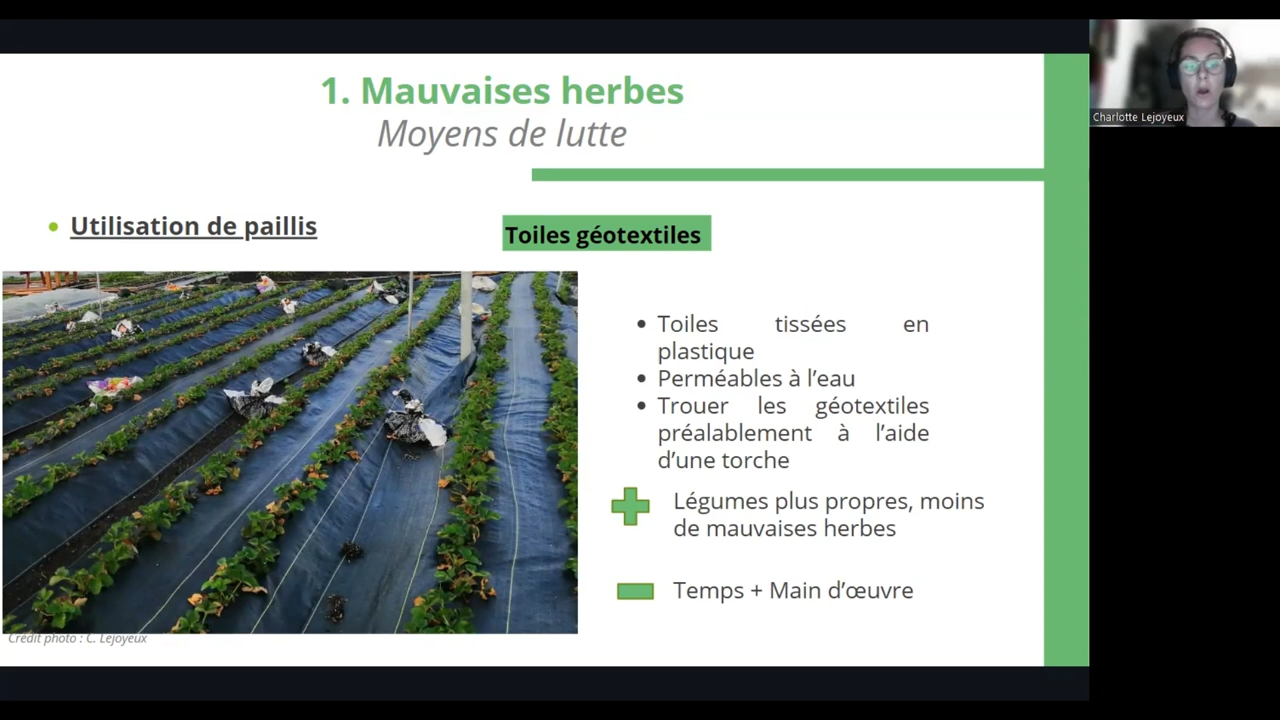 1. Mauvaises herbes
Moyens de lutte
Charlotte Lejoyeux
• Utilisation de paillis
Toiles géotextiles
• Toiles tissées en
plastique
• Perméables à l’eau
• Trouer les géotextiles
préalablement à l’aide
d’une torche
Légumes plus propres, moins
de mauvaises herbes
Temps + Main d’œuvre
Crédit photo : C. Lejoyeux